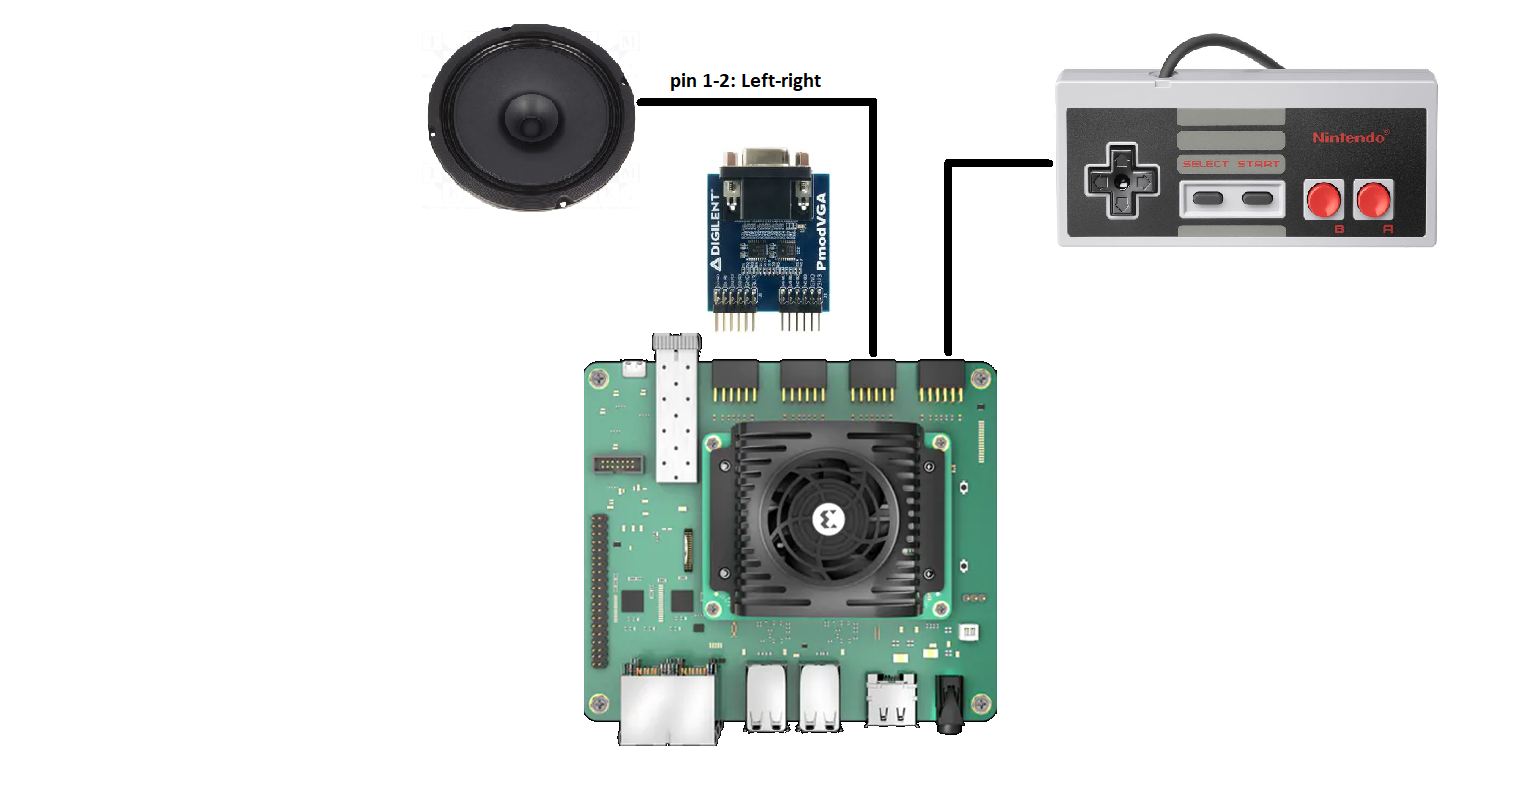 pin 1-2: Left-right
DIGILENT
PmodVGA
Nintendo®
SELECT START
B A